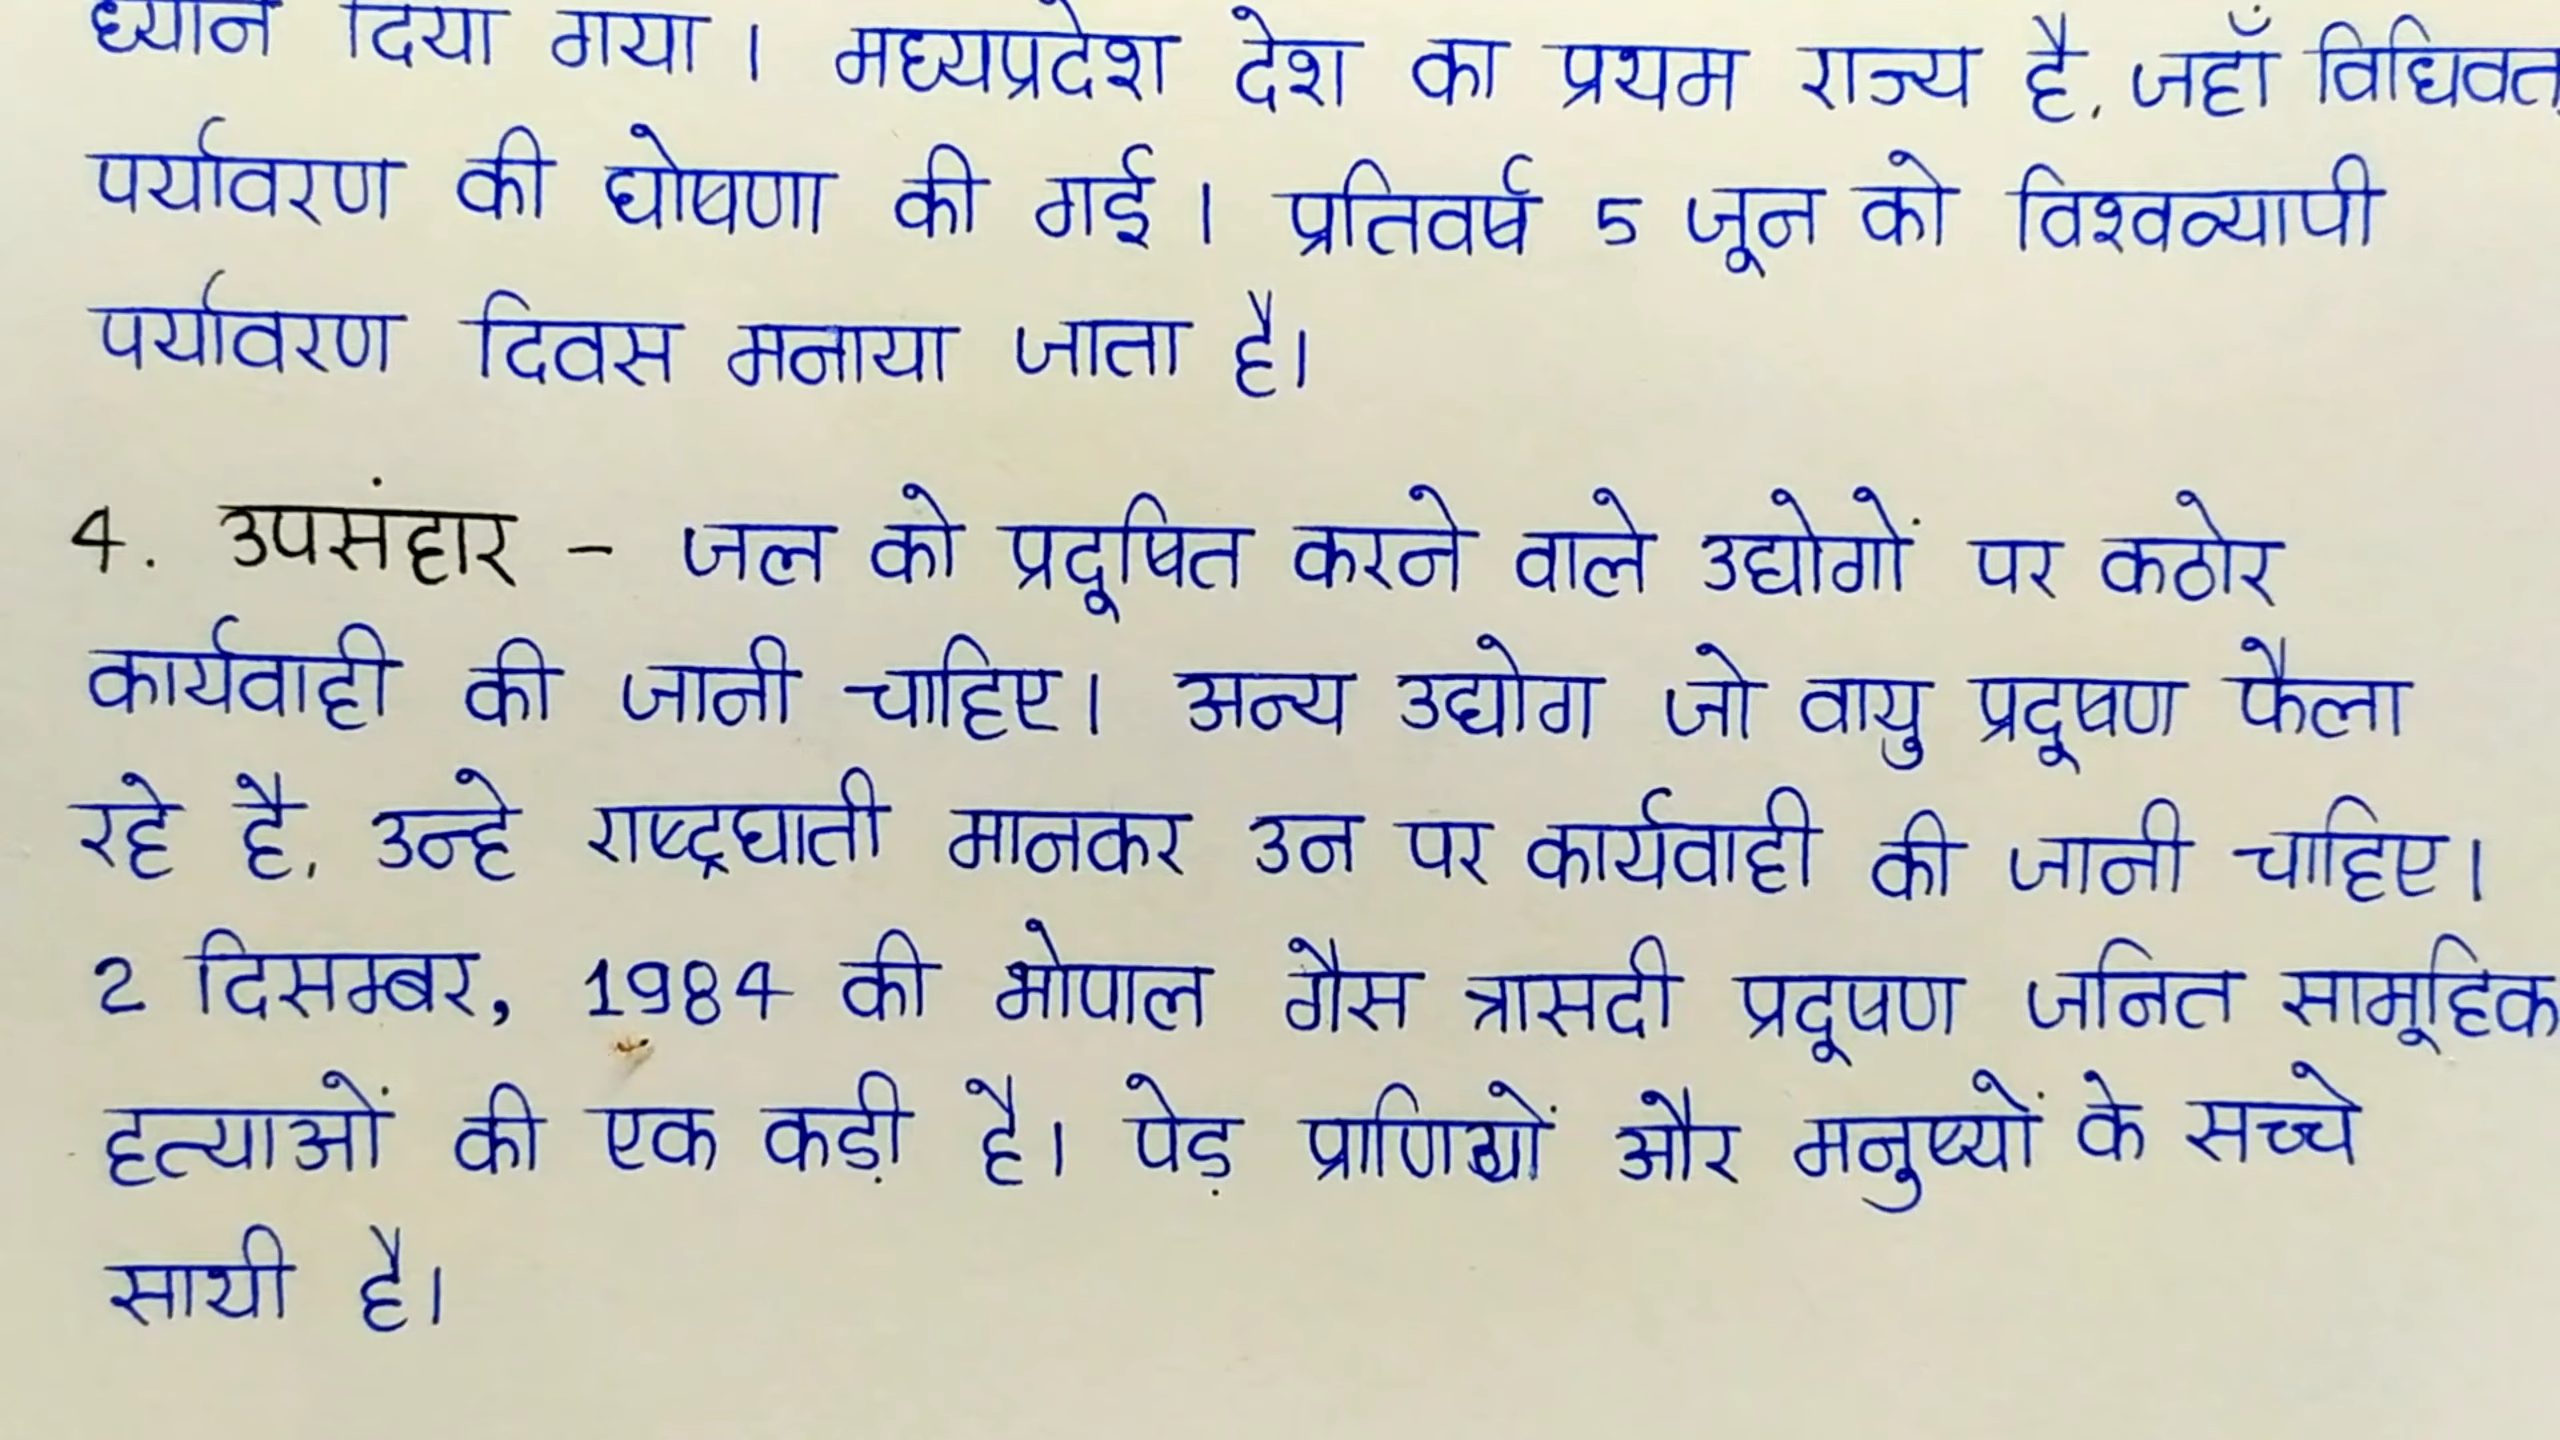 ध्यान दिया गया । मध्यप्रदेश देश का प्रथम राज्य है, जहाँ विधिवत्
पर्यावरण की घोषणा की गई । प्रतिवर्ष 5 जून को विश्वव्यापी
पर्यावरण दिवस मनाया जाता है।
4. उपसंहार - जल को प्रदूषित करने वाले उद्योगों पर कठोर
कार्यवाही की जानी चाहिए। अन्य उद्योग जो वायु प्रदूषण फैला
रहे है, उन्हे राष्ट्रघाती मानकर उन पर कार्यवाही की जानी चाहिए।
2 दिसम्बर, 1984 की भोपाल गैस त्रासदी प्रदूषण जनित सामूहिक
हत्याओं की एक कड़ी है। पेड़ प्राणियों और मनुष्यों के सच्चे
साथी है।